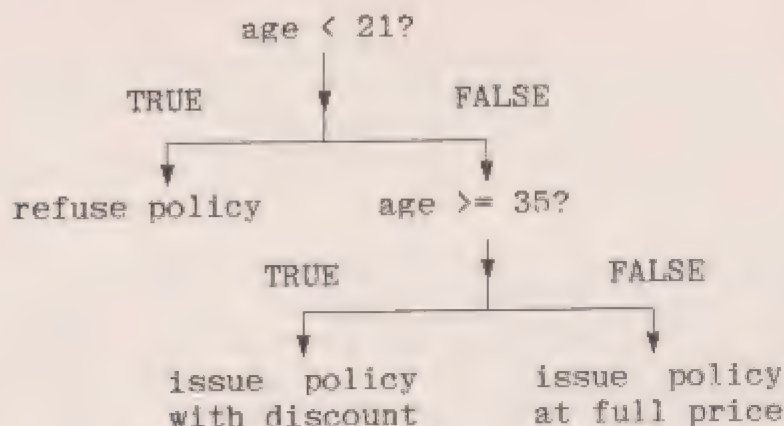 age < 21?
TRUE FALSE
refuse policy age >= 35?
TRUE FALSE
issue policy issue policy
with discount at full price